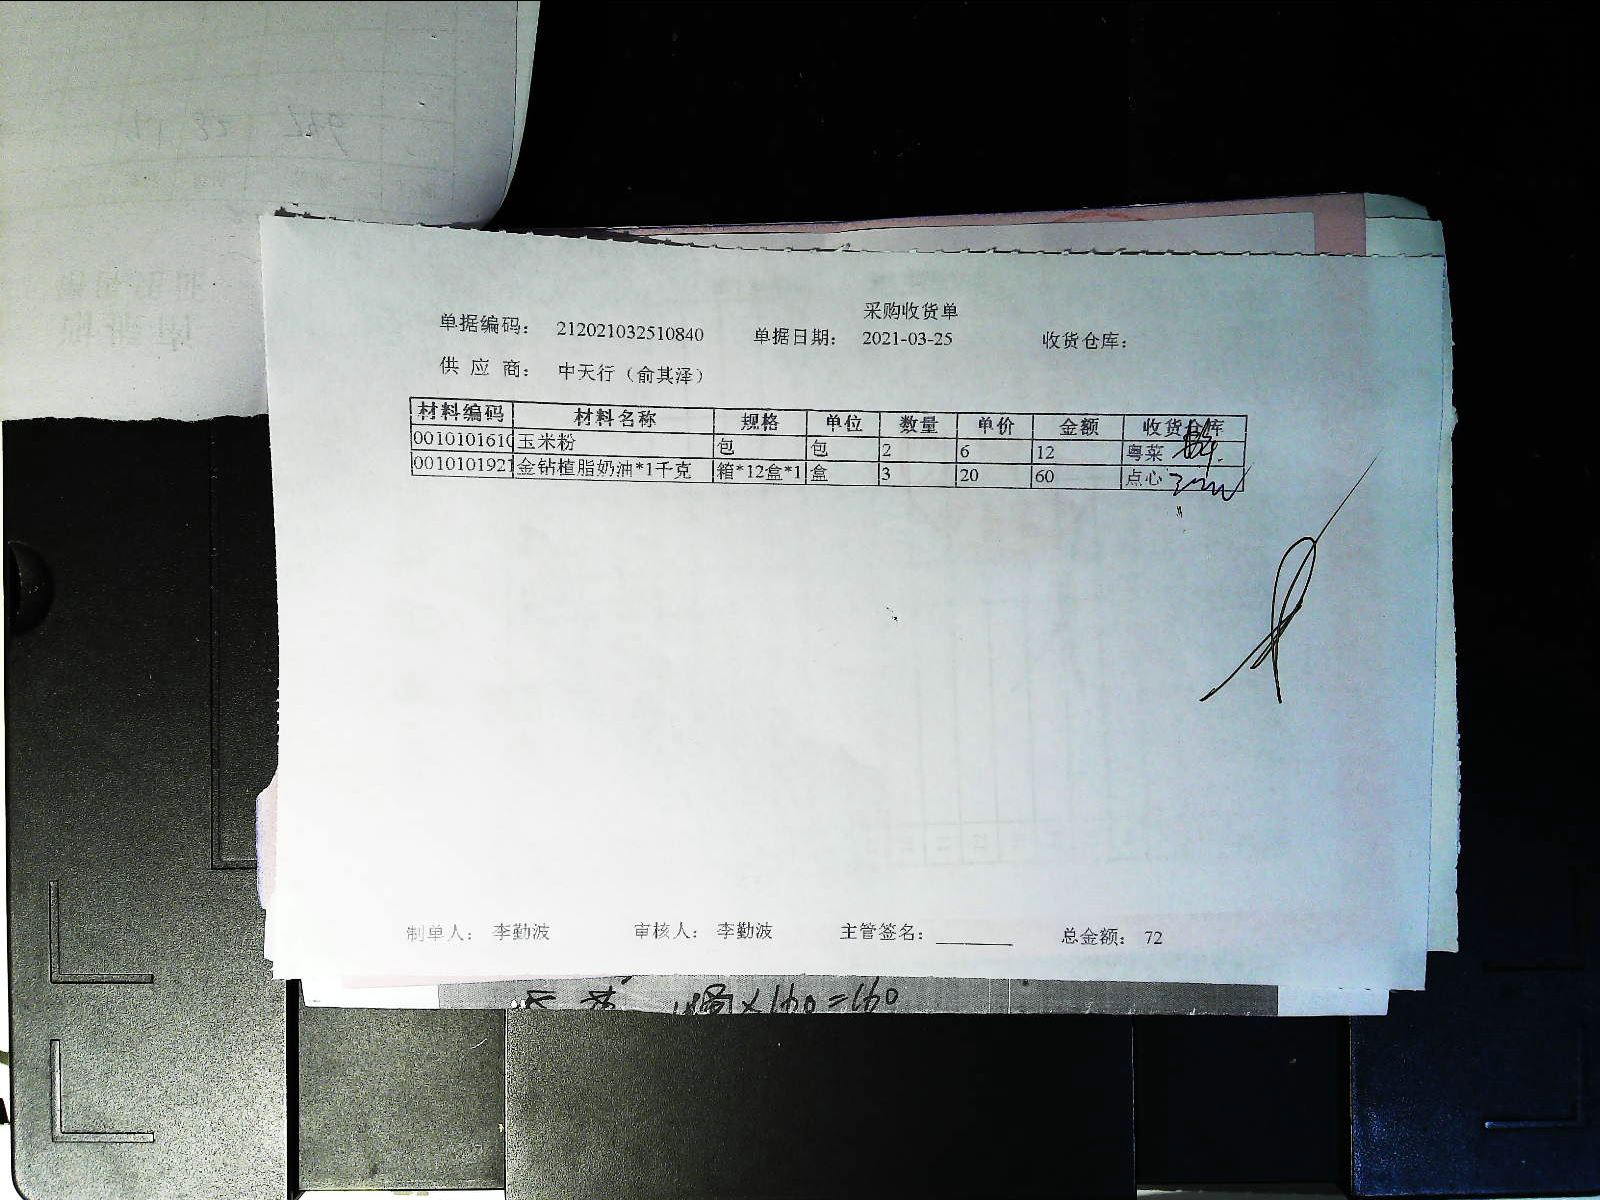 采购收货单
单据编码： 212021032510840 单据日期： 2021-03-25 收货仓库：
供 应 商： 中天行（俞其泽）
材料编码 材料名称 规格 单位 数量 单价 金额 收货仓库
0010101610 玉米粉 包 包 2 6 12 粤菜
0010101921 金钻植脂奶油*1千克 箱*12盒*1 盒 3 20 60 点心
制单人： 李勤波 审核人： 李勤波 主管签名： 总金额： 72
×160=160